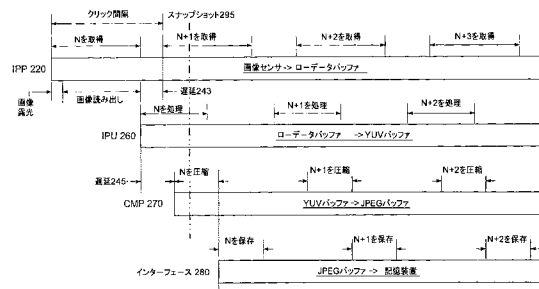 クリック間隔
スナップショット295
Nを取得
N+1を取得
N+2を取得
N+3を取得
IPP 220
画像センサ->ローデータバッファ
画像露光
画像読み出し
遅延243
Nを処理
N+1を処理
N+2を処理
IPU 260
ローデータバッファ ->YUVバッファ
遅延245
Nを圧縮
N+1を圧縮
N+2を圧縮
CMP 270
YUVバッファ->JPEGバッファ
Nを保存
N+1を保存
N+2を保存
インターフェース 280
JPEGバッファ-> 記憶装置